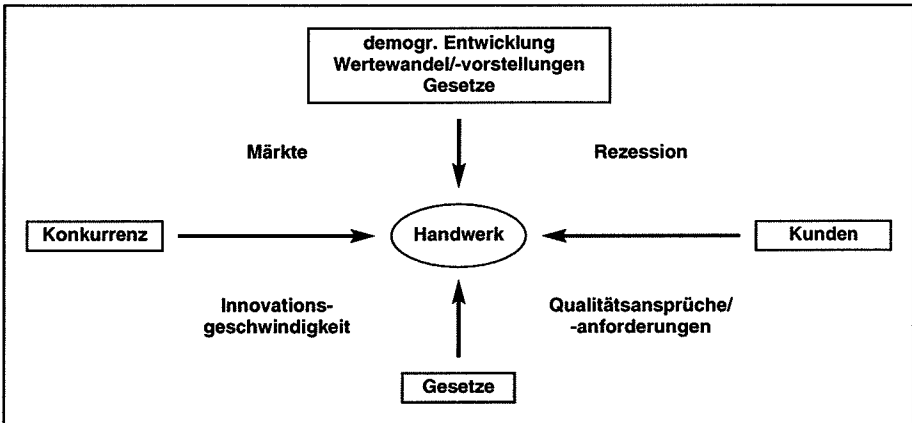 demogr. Entwicklung
Wertewandel/-vorstellungen
Gesetze
Märkte
Rezession
Konkurrenz
Handwerk
Kunden
Innovations-
geschwindigkeit
Qualitätsansprüche/
-anforderungen
Gesetze